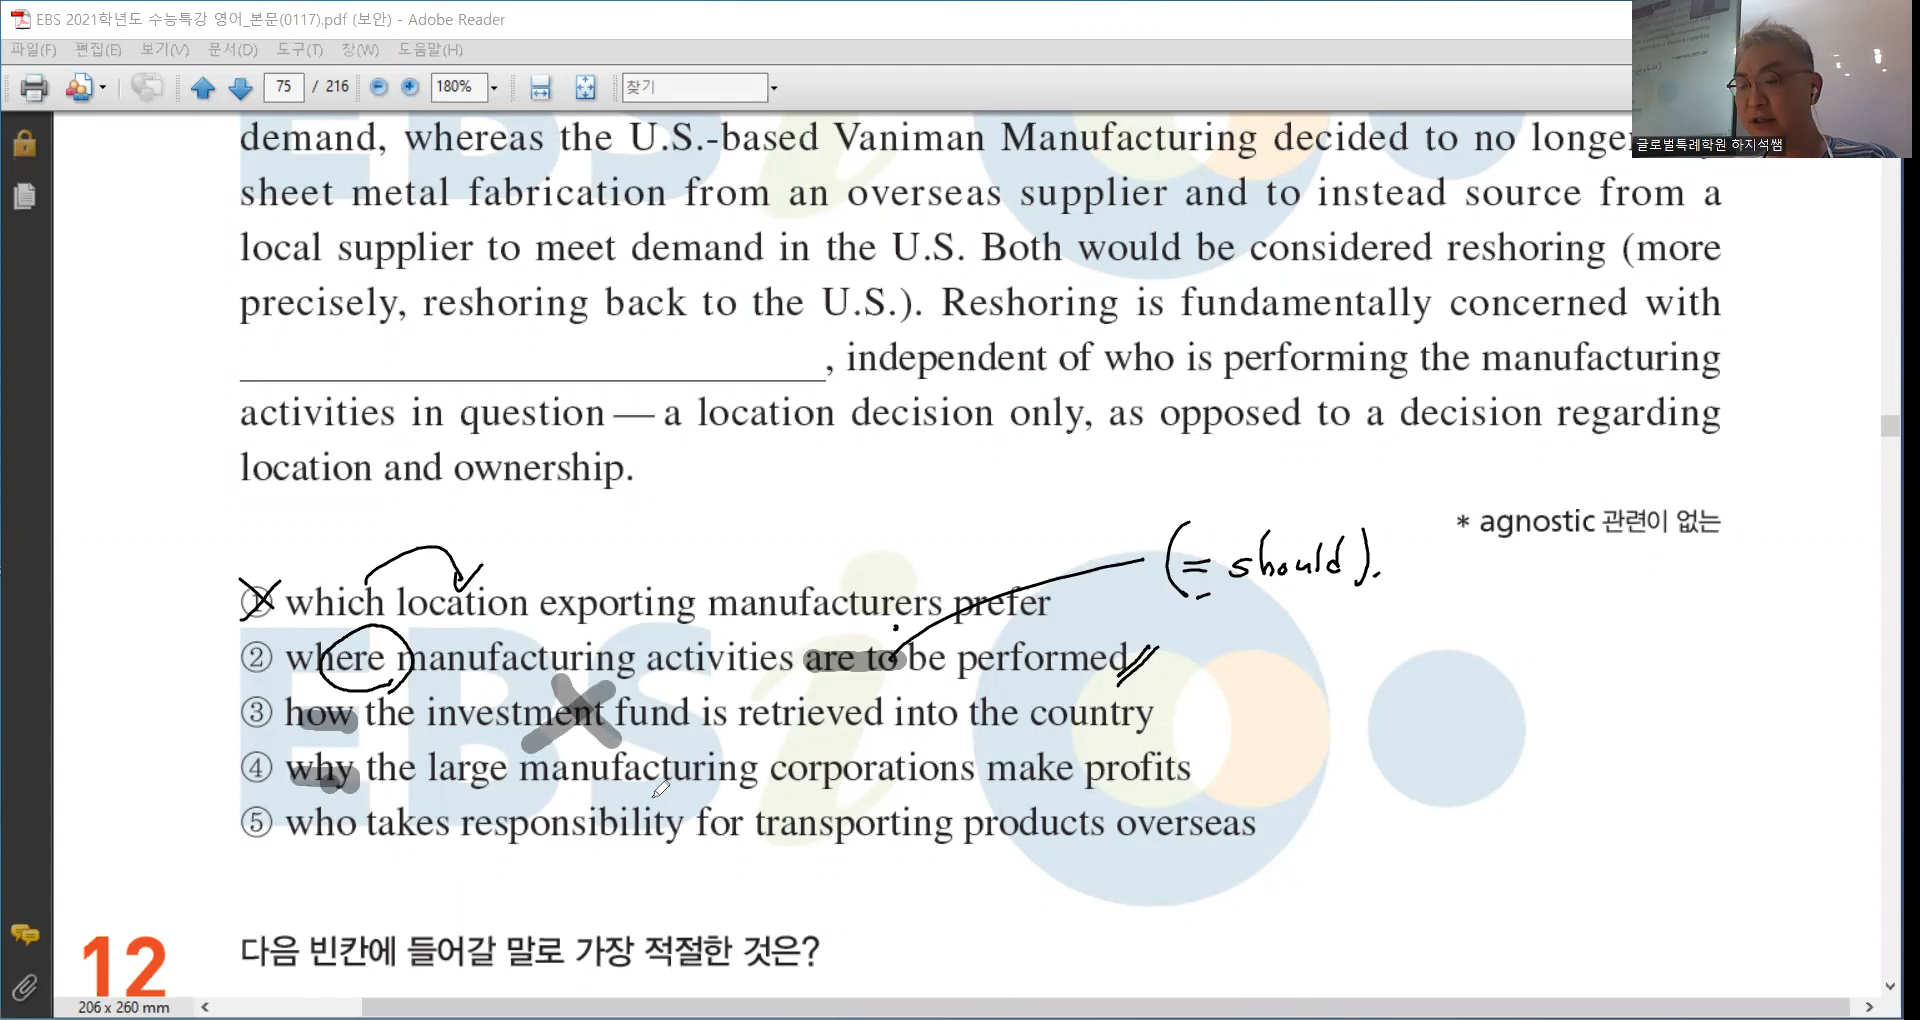 EBS 2021학년도 수능특강 영어_본문(0117).pdf (보안) - Adobe Reader
파일(F) 편집(E) 보기(V) 문서(D) 도구(T) 창(W) 도움말(H)
75 / 216 180% 찾기
글로벌특례학원 하지석쌤
demand, whereas the U.S.-based Vaniman Manufacturing decided to no longer
sheet metal fabrication from an overseas supplier and to instead source from a
local supplier to meet demand in the U.S. Both would be considered reshoring (more
precisely, reshoring back to the U.S.). Reshoring is fundamentally concerned with
, independent of who is performing the manufacturing
activities in question — a location decision only, as opposed to a decision regarding
location and ownership.
* agnostic 관련이 없는
(= should).
① which location exporting manufacturers prefer
② where manufacturing activities are to be performed
③ how the investment fund is retrieved into the country
④ why the large manufacturing corporations make profits
⑤ who takes responsibility for transporting products overseas
12 다음 빈칸에 들어갈 말로 가장 적절한 것은?
206 x 260 mm